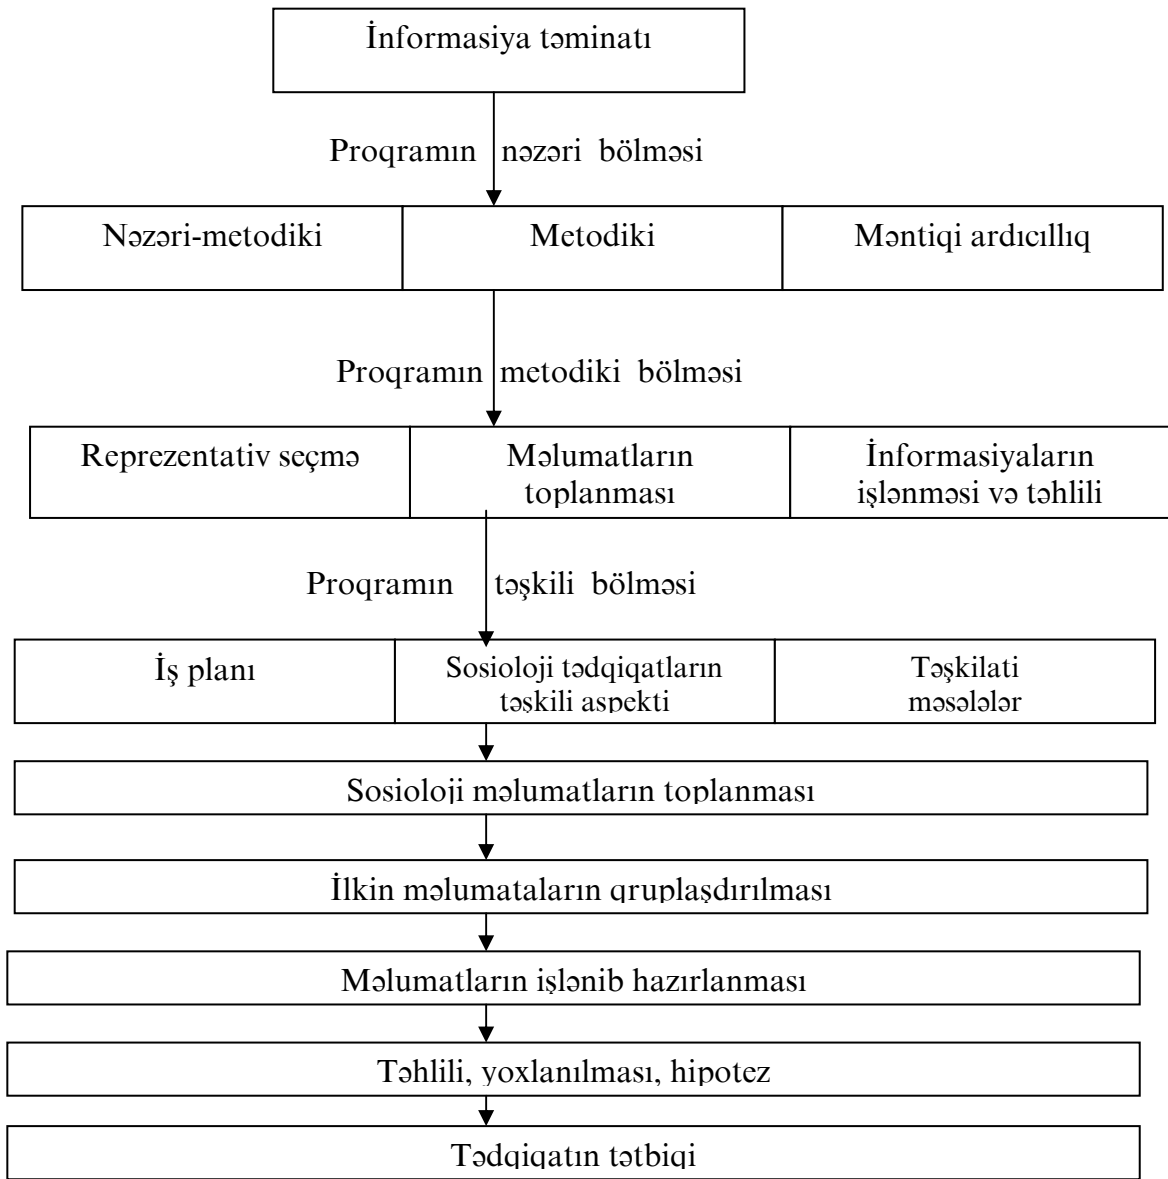 İnformasiya təminatı
Proqramın nəzəri bölməsi
Nəzəri-metodiki
Metodiki
Məntiqi ardıcıllıq
Proqramın metodiki bölməsi
Reprezentativ seçmə
Məlumatların
toplanması
İnformasiyaların
işlənməsi və təhlili
Proqramın təşkili bölməsi
İş planı
Sosioloji tədqiqatların
təşkili aspekti
Təşkilati
məsələlər
Sosioloji məlumatların toplanması
İlkin məlumataların qruplaşdırılması
Məlumatların işlənib hazırlanması
Təhlili, yoxlanılması, hipotez
Tədqiqatın tətbiqi